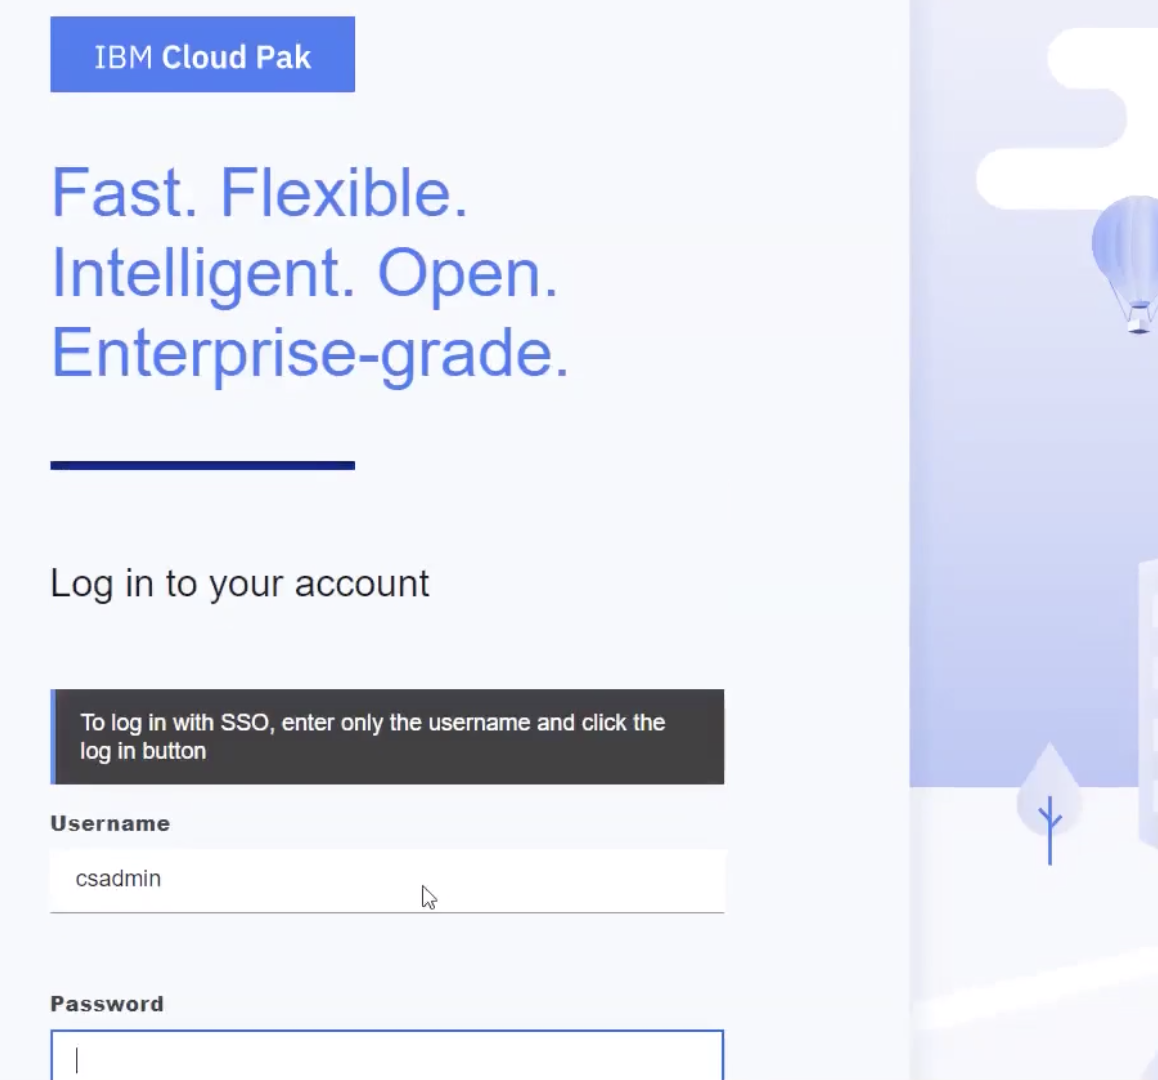 IBM Cloud Pak
Fast. Flexible.
Intelligent. Open.
Enterprise-grade.
Log in to your account
To log in with SSO, enter only the username and click the
log in button
Username
csadmin
Password